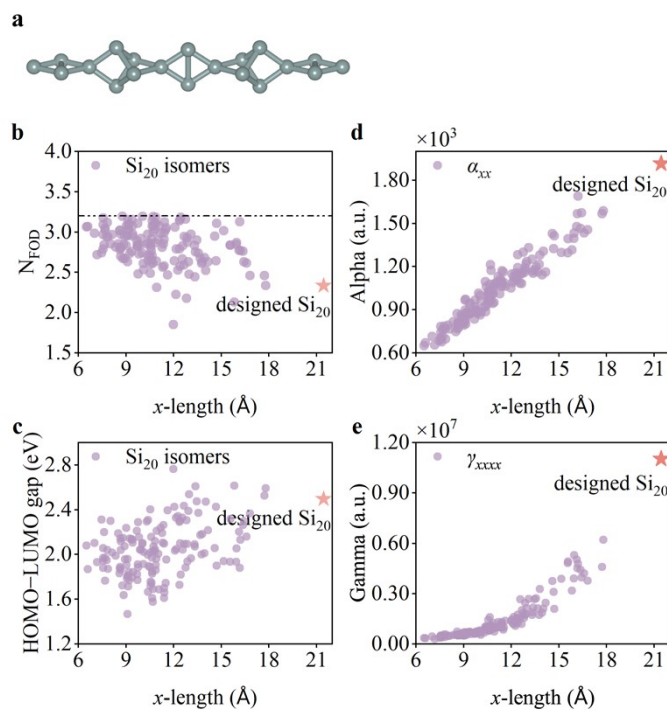 a
b
4.0
3.5
3.0
2.5
2.0
1.5
N_FOD
Si₂₀ isomers
designed Si₂₀
6 9 12 15 18 21
x-length (Å)
c
2.8
2.4
2.0
1.6
1.2
HOMO−LUMO gap (eV)
Si₂₀ isomers
designed Si₂₀
6 9 12 15 18 21
x-length (Å)
d
×10³
1.80
1.50
1.20
0.90
0.60
Alpha (a.u.)
αₓₓ
designed Si₂₀
6 9 12 15 18 21
x-length (Å)
e
×10⁷
1.20
0.90
0.60
0.30
0.00
Gamma (a.u.)
γₓₓₓₓ
designed Si₂₀
6 9 12 15 18 21
x-length (Å)